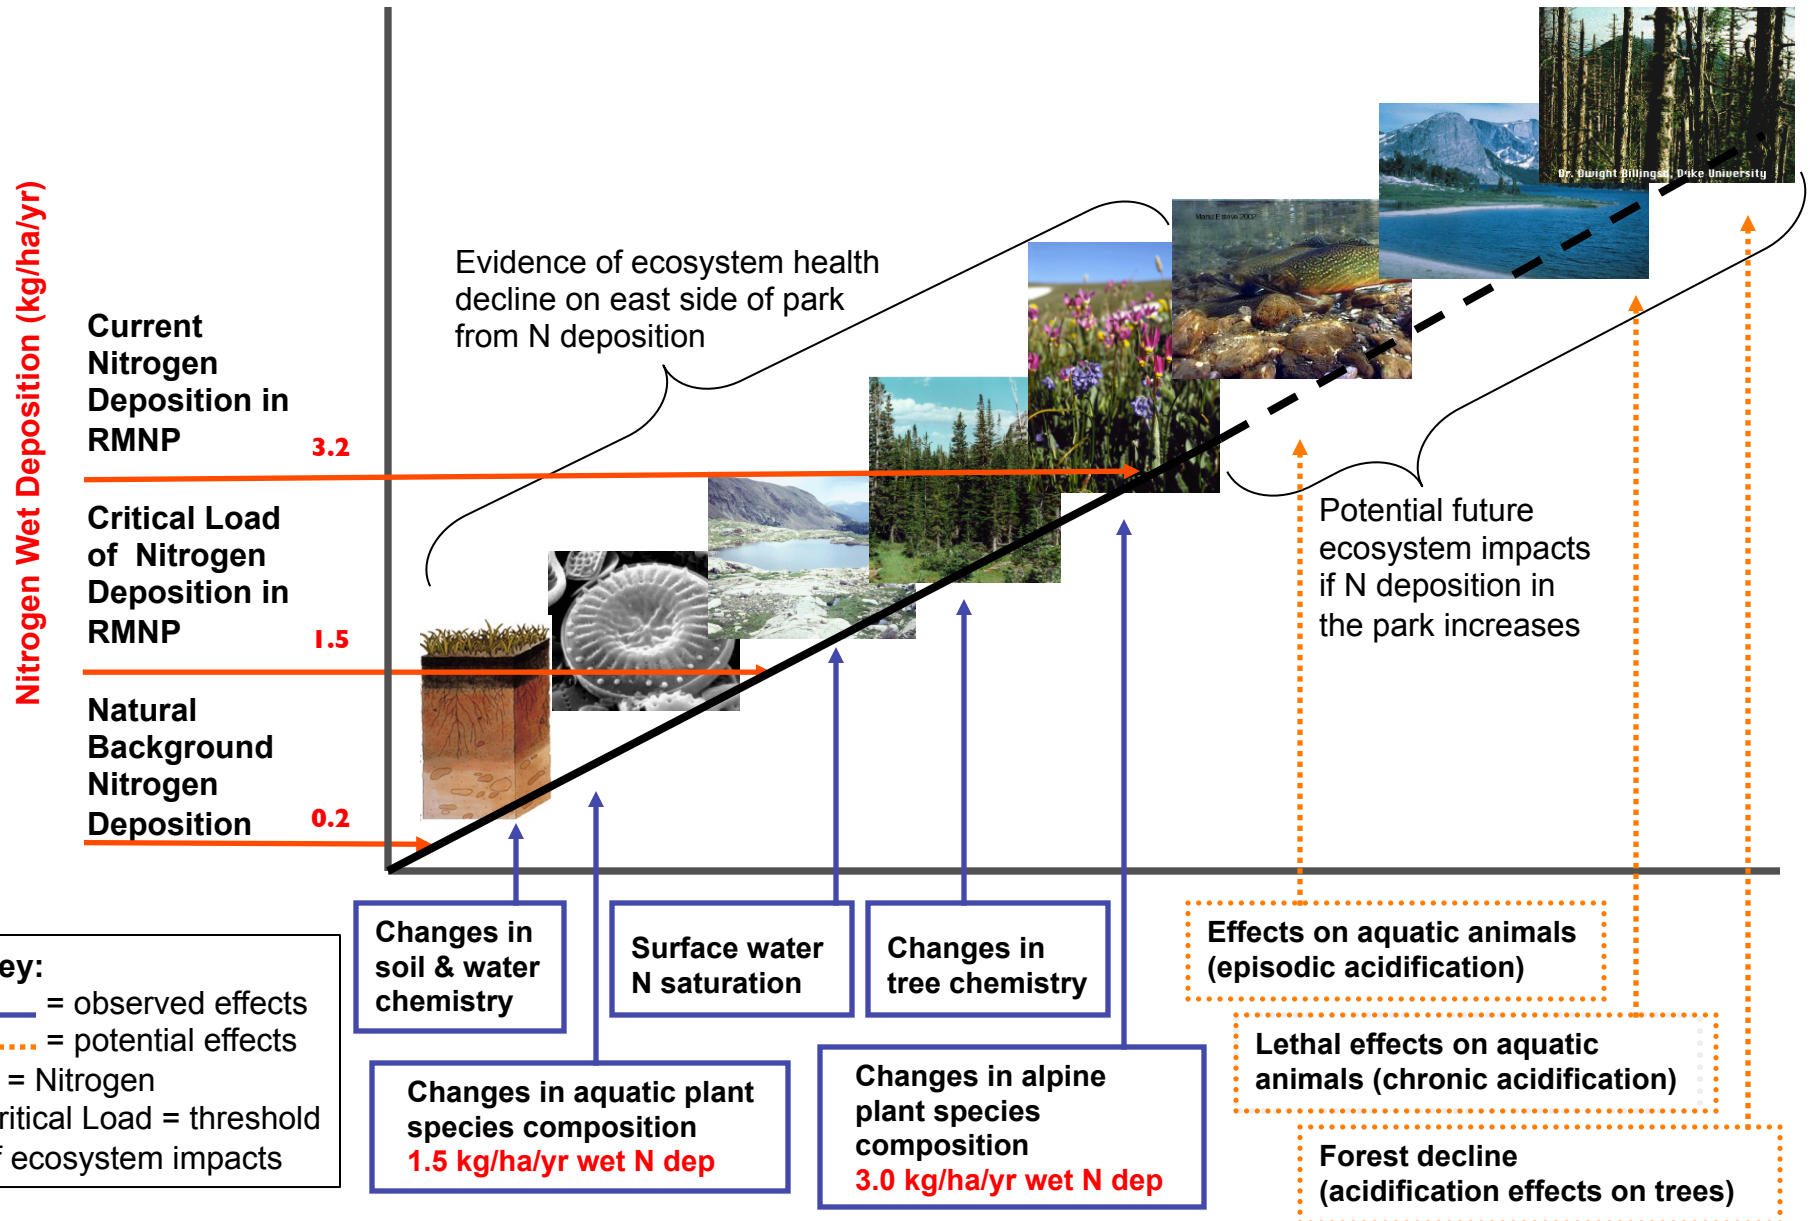 Nitrogen Wet Deposition (kg/ha/yr)
Current
Nitrogen
Deposition in
RMNP
3.2
Critical Load
of Nitrogen
Deposition in
RMNP
1.5
Natural
Background
Nitrogen
Deposition
0.2
Evidence of ecosystem health
decline on east side of park
from N deposition
Manu Esteve 2002
Dr. Dwight Billings, Duke University
Potential future
ecosystem impacts
if N deposition in
the park increases
ey:
= observed effects
= potential effects
= Nitrogen
ritical Load = threshold
f ecosystem impacts
Changes in
soil & water
chemistry
Changes in aquatic plant
species composition
1.5 kg/ha/yr wet N dep
Surface water
N saturation
Changes in
tree chemistry
Changes in alpine
plant species
composition
3.0 kg/ha/yr wet N dep
Effects on aquatic animals
(episodic acidification)
Lethal effects on aquatic
animals (chronic acidification)
Forest decline
(acidification effects on trees)